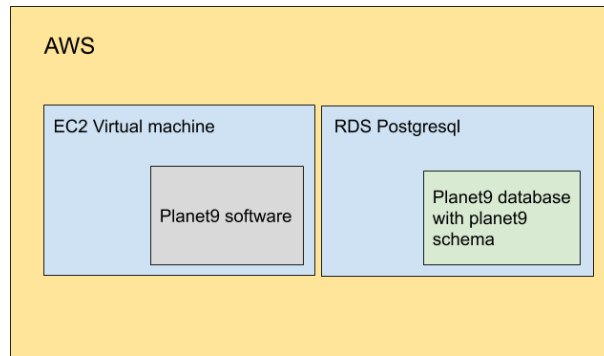 AWS
EC2 Virtual machine
Planet9 software
RDS Postgresql
Planet9 database
with planet9
schema